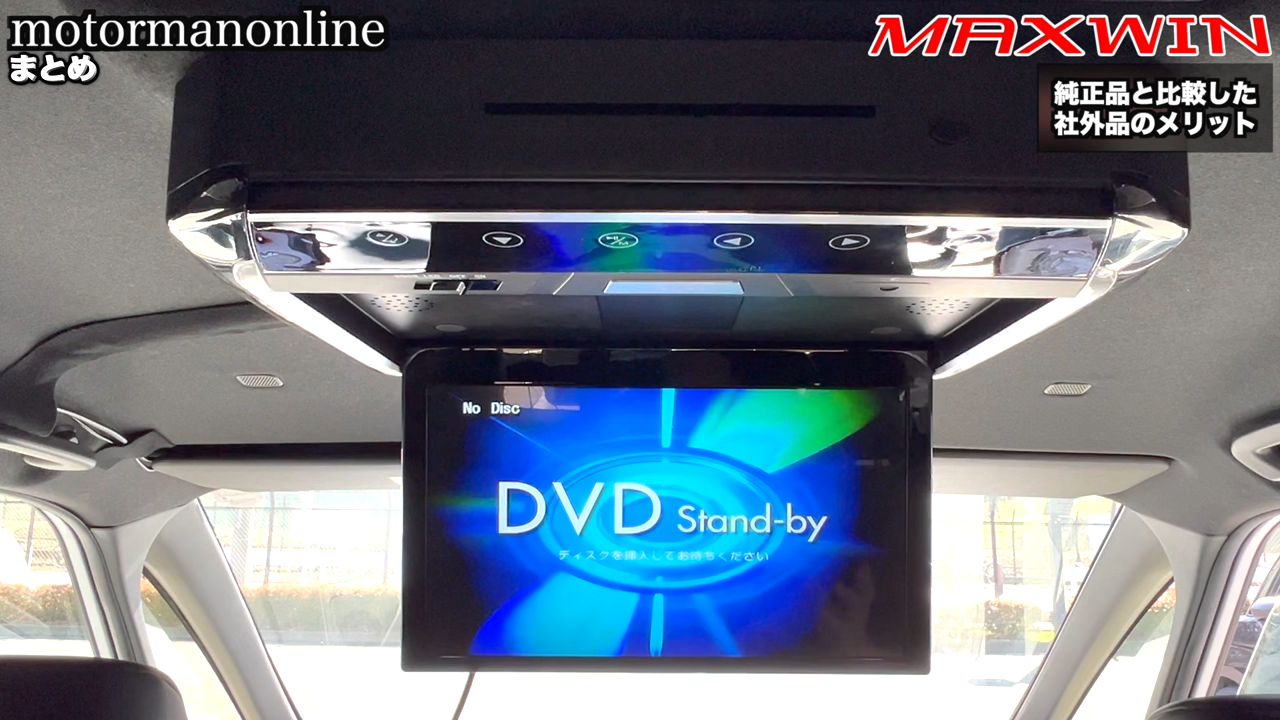 motormanonline
まとめ
MAXWIN
純正品と比較した
社外品のメリット
No Disc
DVD Stand-by
ディスクを挿入してお待ちください